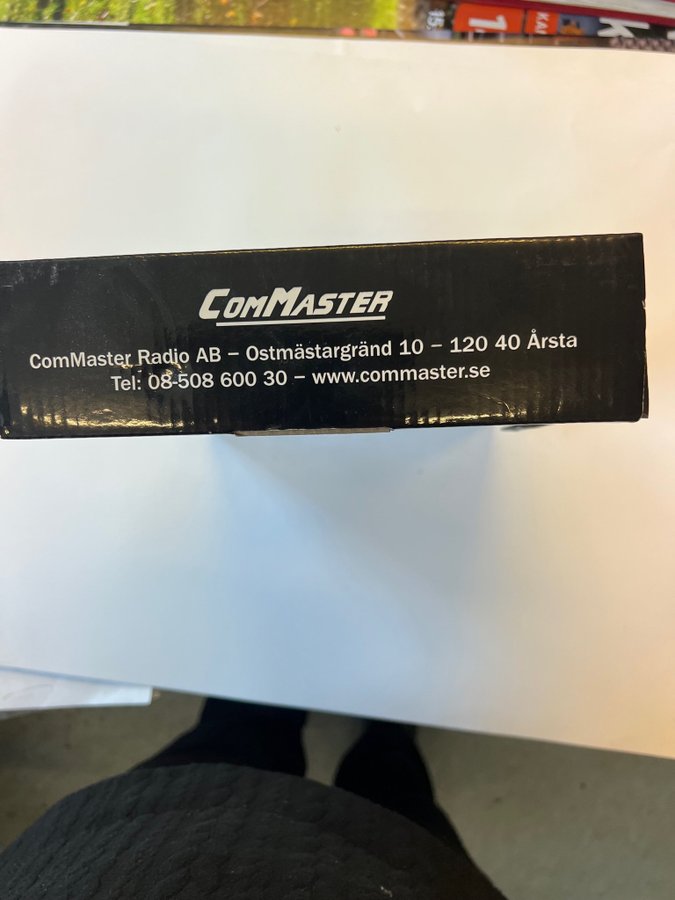 COMMASTER
ComMaster Radio AB – Ostmästargränd 10 – 120 40 Årsta
Tel: 08-508 600 30 – www.commaster.se